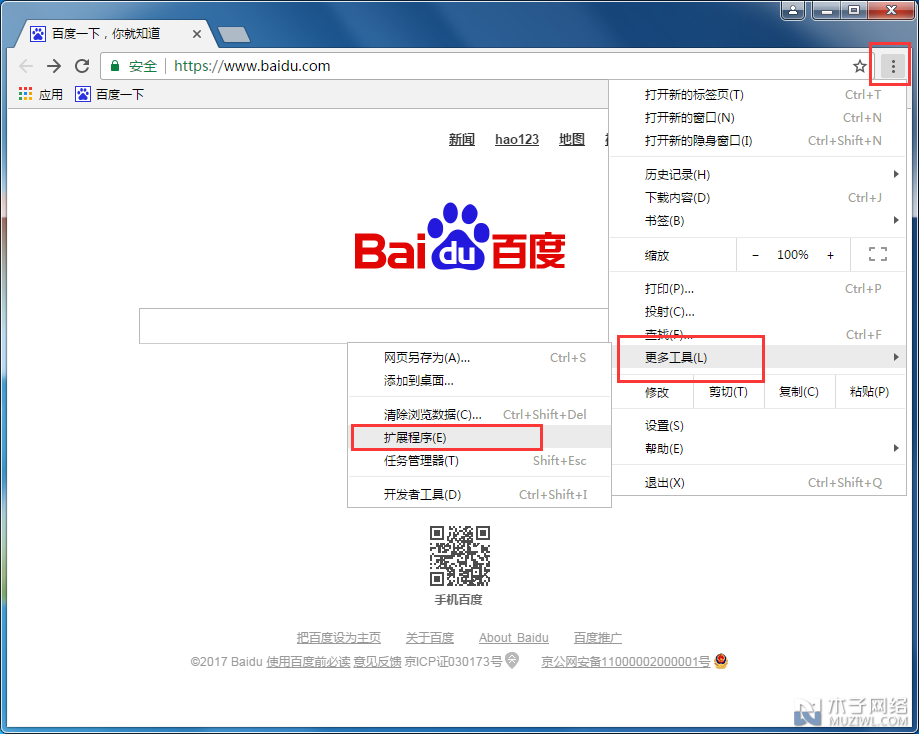 百度一下，你就知道
安全 https://www.baidu.com
应用 百度一下
新闻 hao123 地图
Bai du 百度
打开新的标签页(T) Ctrl+T
打开新的窗口(N) Ctrl+N
打开新的隐身窗口(I) Ctrl+Shift+N
历史记录(H)
下载内容(D) Ctrl+J
书签(B)
缩放 − 100% +
打印(P)... Ctrl+P
投射(C)...
查找(F)... Ctrl+F
更多工具(L)
修改 剪切(T) 复制(C) 粘贴(P)
设置(S)
帮助(E)
退出(X) Ctrl+Shift+Q
网页另存为(A)... Ctrl+S
添加到桌面...
清除浏览数据(C)... Ctrl+Shift+Del
扩展程序(E)
任务管理器(T) Shift+Esc
开发者工具(D) Ctrl+Shift+I
手机百度
把百度设为主页 关于百度 About Baidu 百度推广
©2017 Baidu 使用百度前必读 意见反馈 京ICP证030173号 京公网安备11000002000001号
木子网络
MUZIWL.COM